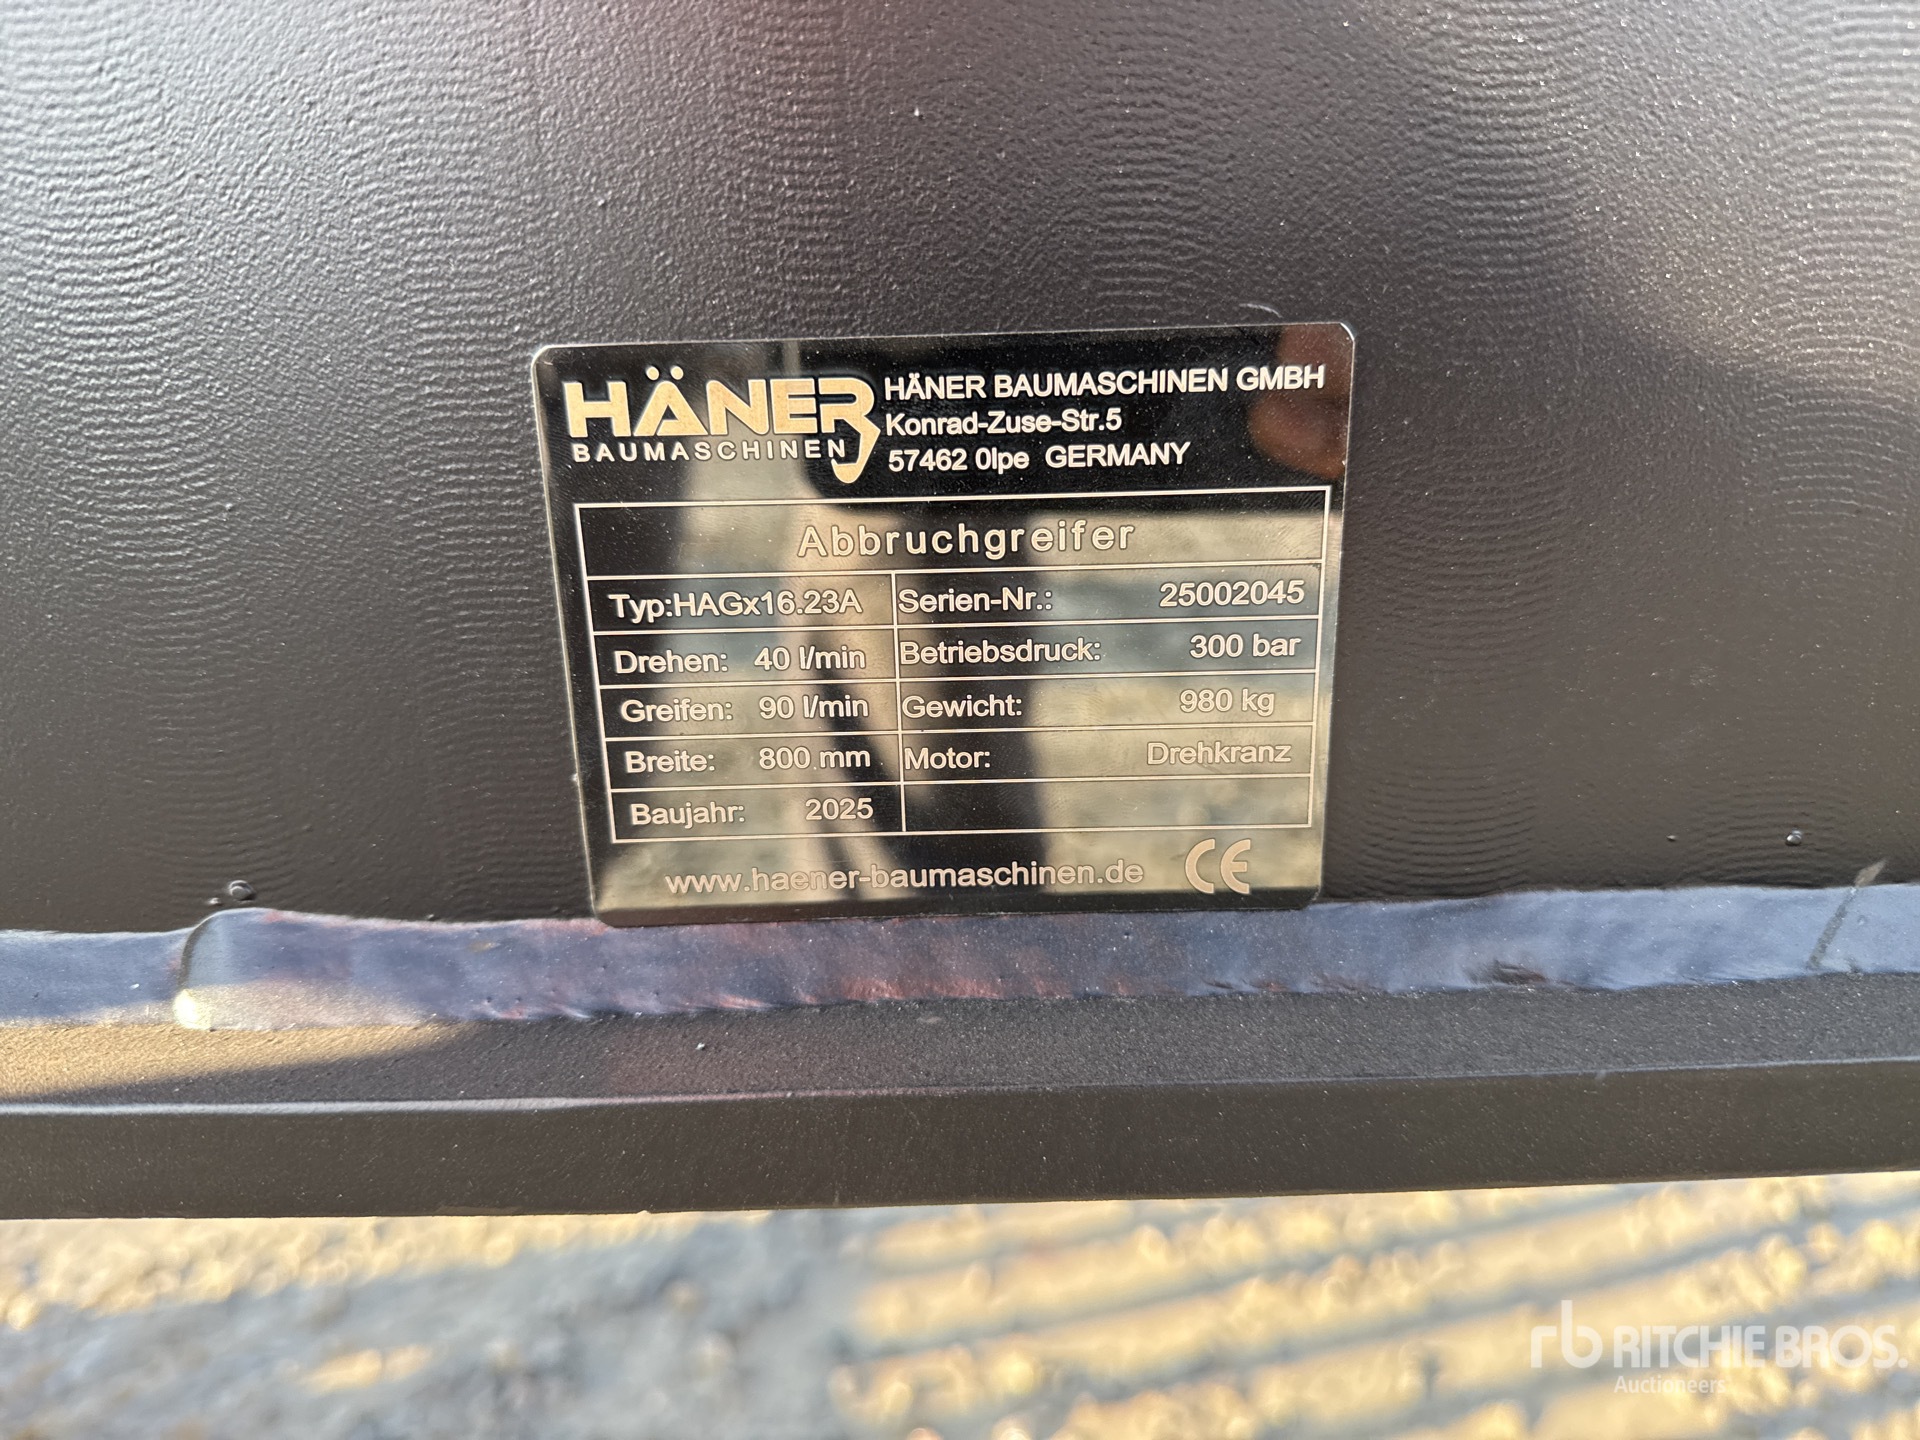 HÄNER
BAUMASCHINEN
HÄNER BAUMASCHINEN GMBH
Konrad-Zuse-Str.5
57462 Olpe GERMANY
Abbruchgreifer
Typ:HAGx16.23A Serien-Nr.: 25002045
Drehen: 40 l/min Betriebsdruck: 300 bar
Greifen: 90 l/min Gewicht: 980 kg
Breite: 800 mm Motor: Drehkranz
Baujahr: 2025
www.haener-baumaschinen.de CE
rb RITCHIE BROS.
Auctioneers